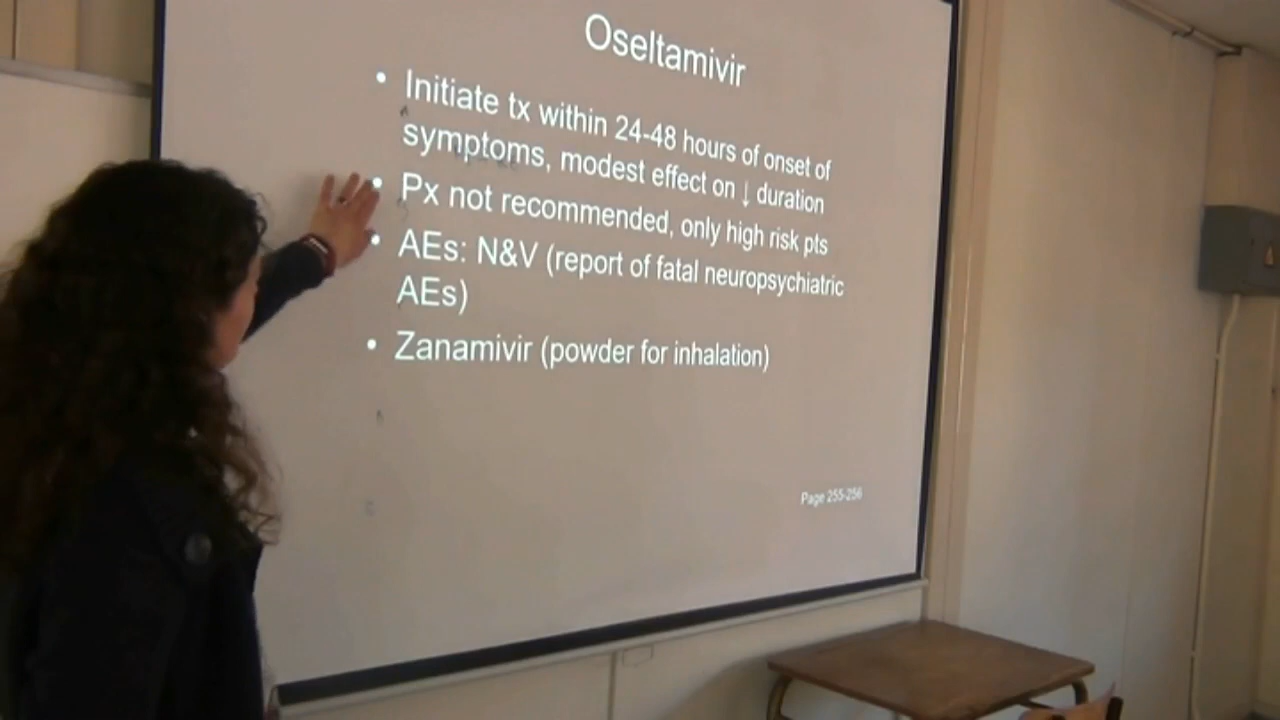 Oseltamivir
• Initiate tx within 24-48 hours of onset of
symptoms, modest effect on ↓ duration
• Px not recommended, only high risk pts
• AEs: N&V (report of fatal neuropsychiatric
AEs)
• Zanamivir (powder for inhalation)
Page 255-256